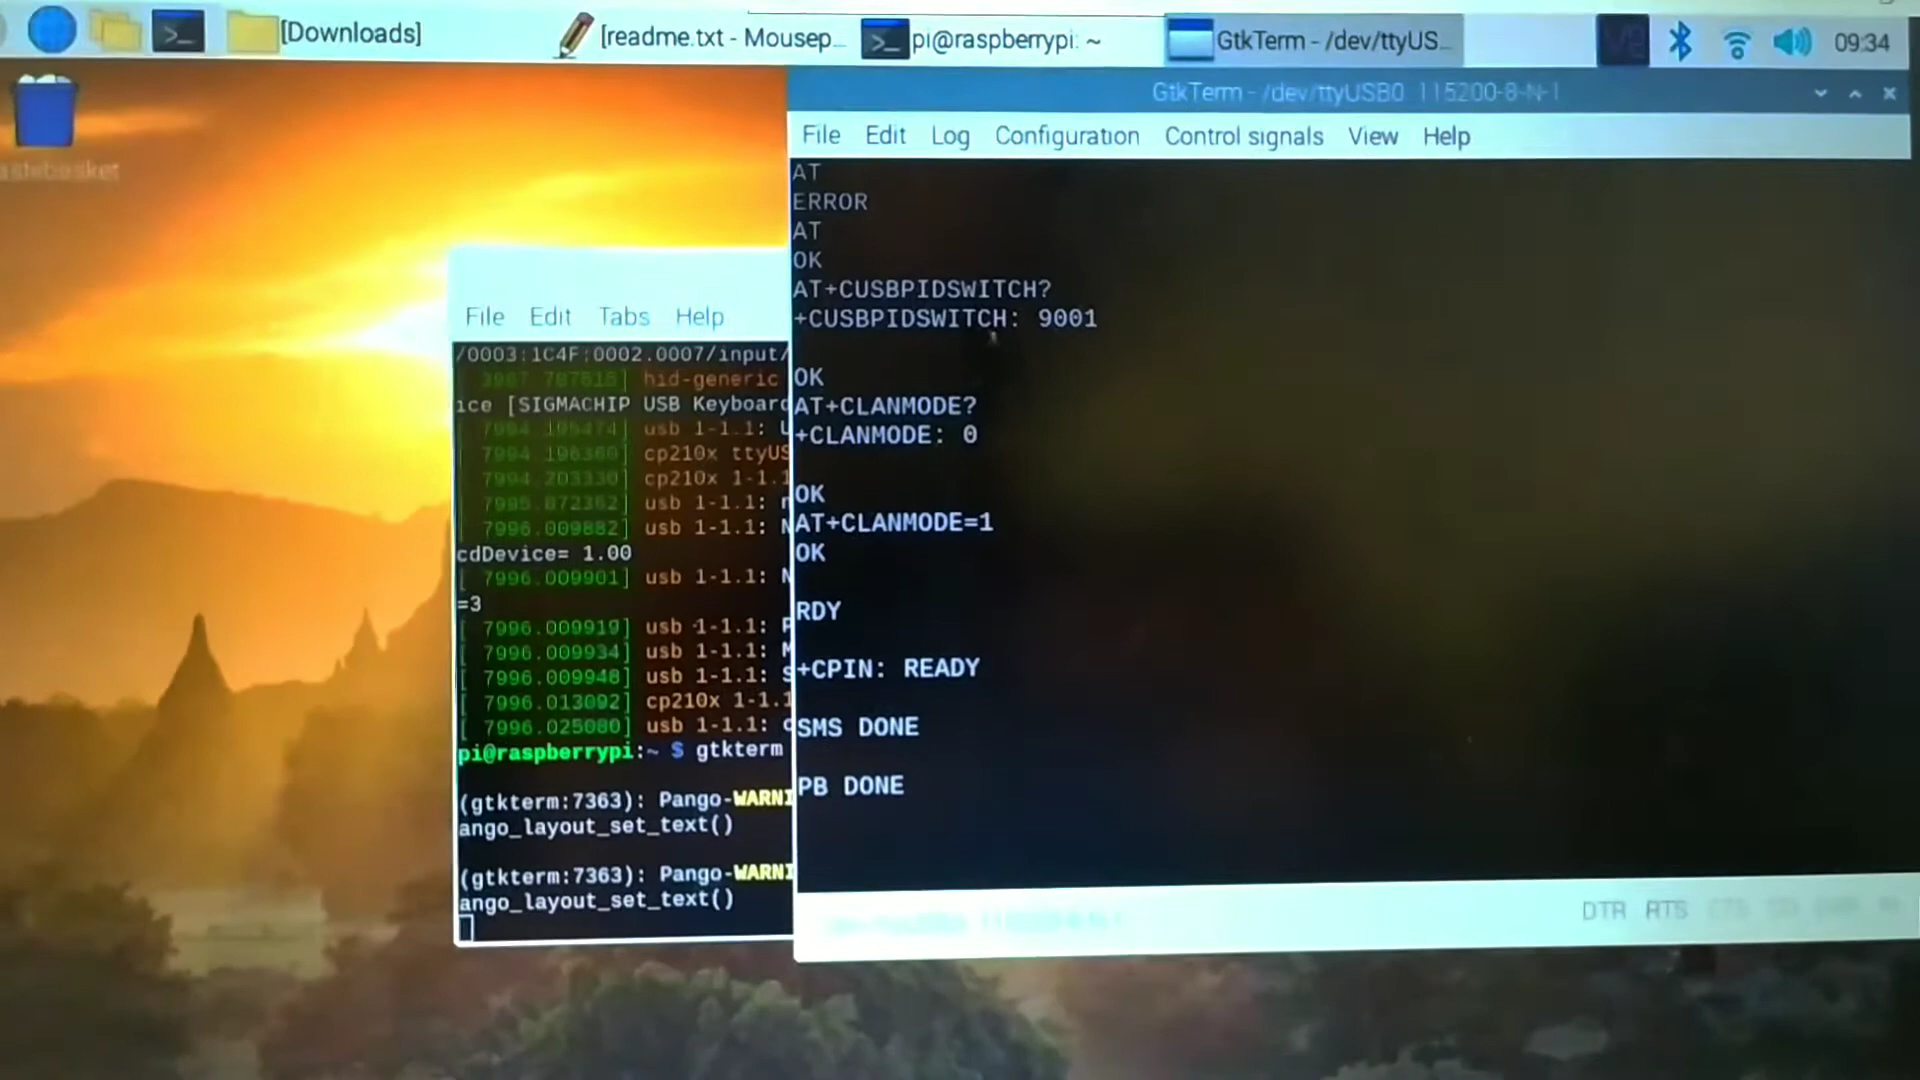 [Downloads]
[readme.txt - Mousep...
pi@raspberrypi: ~
GtkTerm - /dev/ttyUS...
09:34
GtkTerm - /dev/ttyUSB0 115200-8-N-1
File Edit Log Configuration Control signals View Help
AT
ERROR
AT
OK
AT+CUSBPIDSWITCH?
+CUSBPIDSWITCH: 9001
OK
AT+CLANMODE?
+CLANMODE: 0
OK
AT+CLANMODE=1
OK
RDY
+CPIN: READY
SMS DONE
PB DONE
DTR RTS
astebasket
File Edit Tabs Help
/0003:1C4F:0002.0007/input/
hid-generic
ice [SIGMACHIP USB Keyboard
usb 1-1.1:
cp210x ttyUS
[ 7994.203330] cp210x 1-1.1
[ 7995.872362] usb 1-1.1:
[ 7996.009882] usb 1-1.1: N
cdDevice= 1.00
[ 7996.009901] usb 1-1.1: N
=3
[ 7996.009919] usb 1-1.1: P
[ 7996.009934] usb 1-1.1: M
[ 7996.009948] usb 1-1.1: S
[ 7996.013092] cp210x 1-1.1
[ 7996.025080] usb 1-1.1:
pi@raspberrypi:~ $ gtkterm
(gtkterm:7363): Pango-WARNI
ango_layout_set_text()
(gtkterm:7363): Pango-WARNI
ango_layout_set_text()